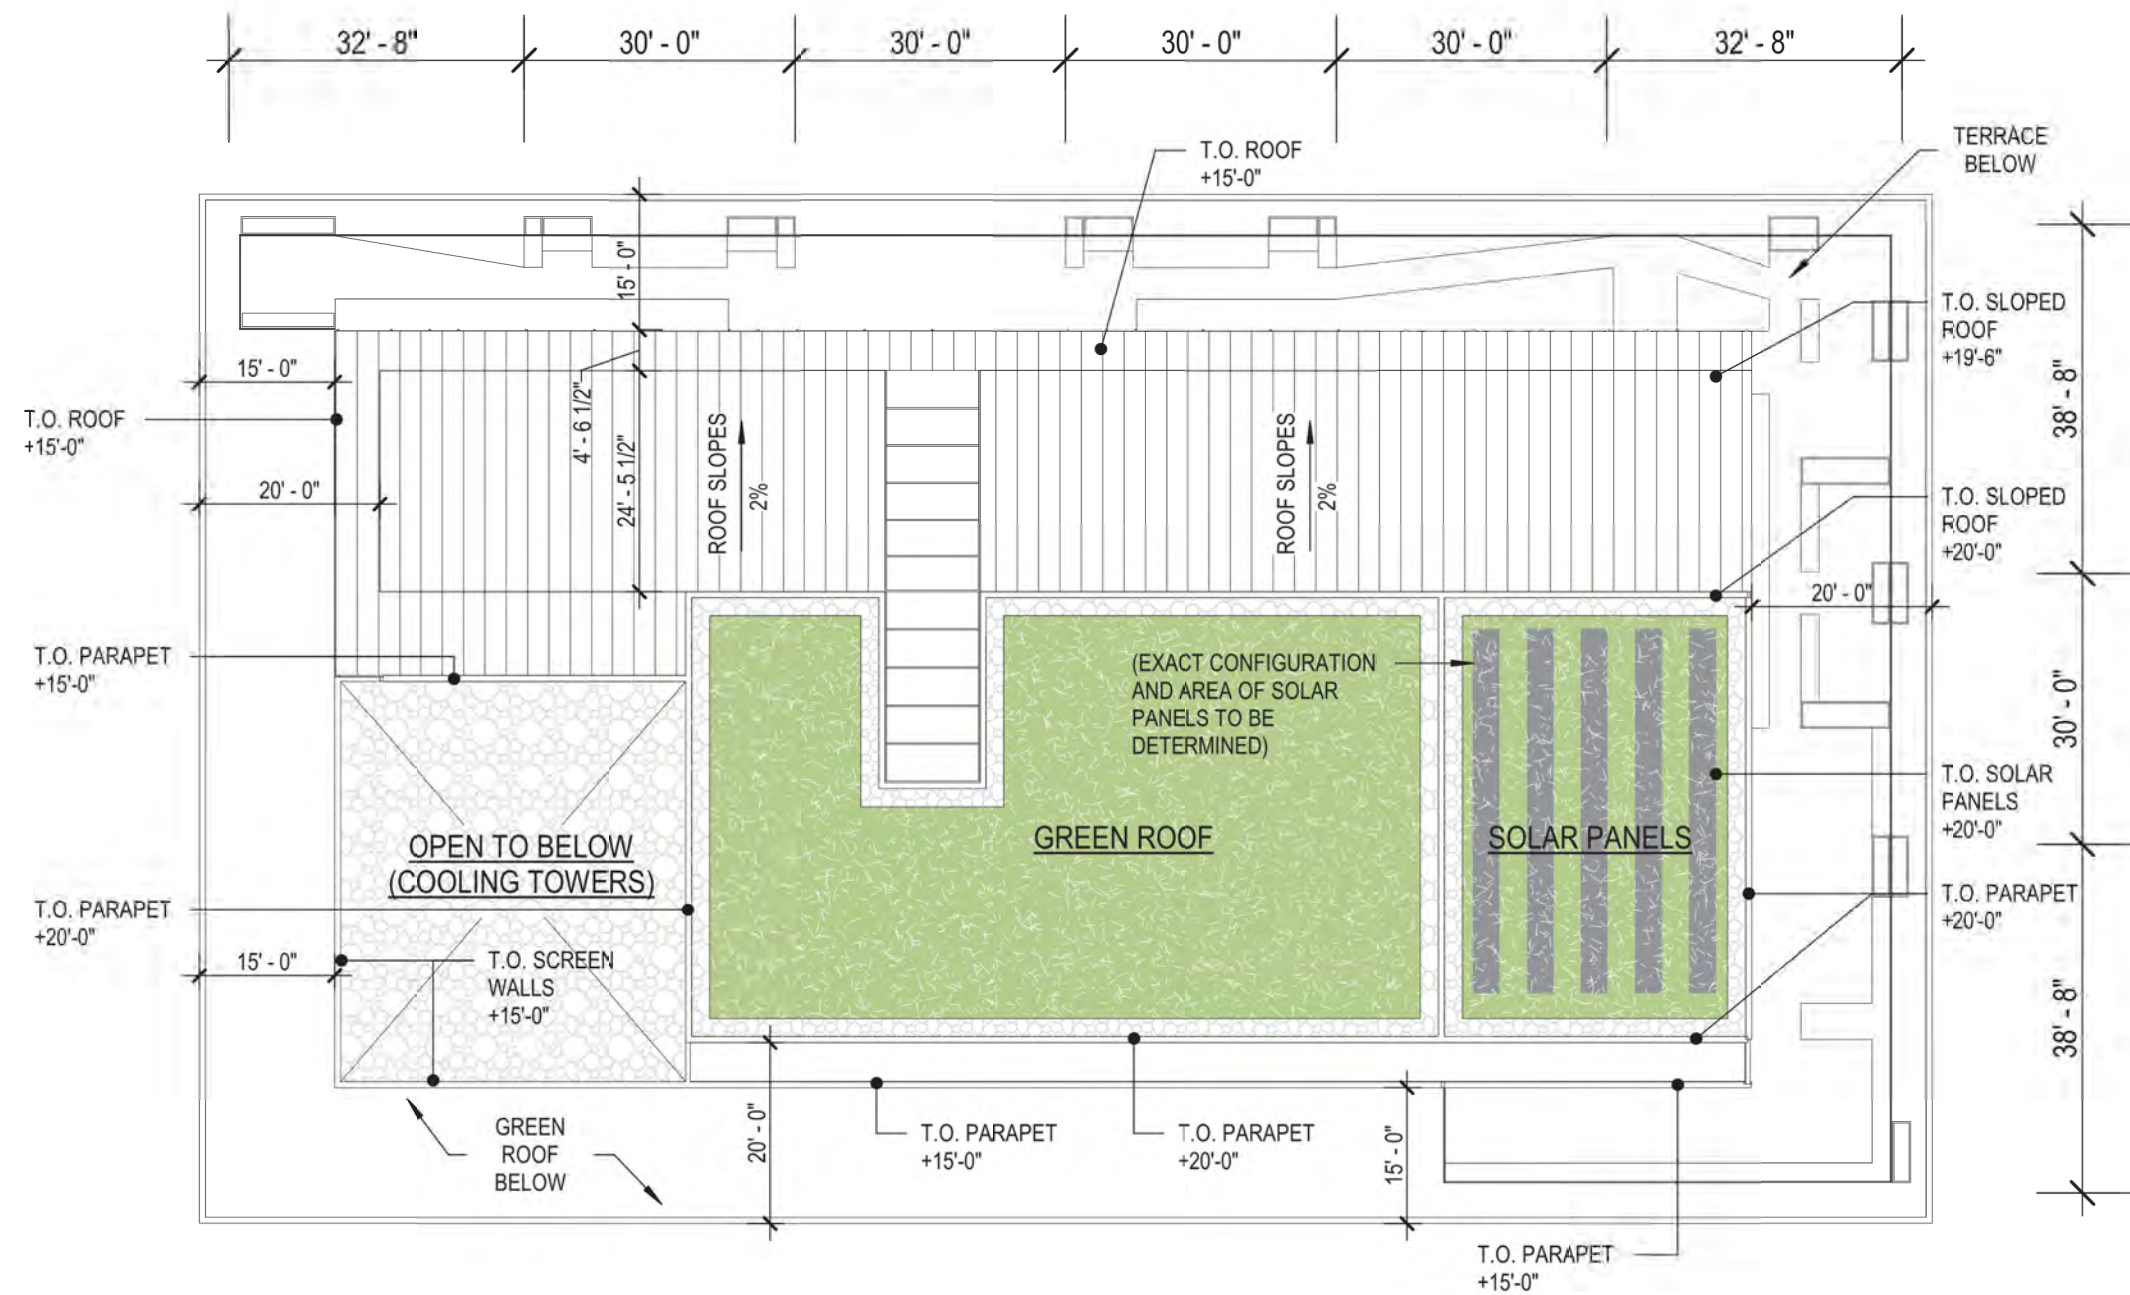 32' - 8"
30' - 0"
30' - 0"
30' - 0"
30' - 0"
32' - 8"
T.O. ROOF
+15'-0"
TERRACE
BELOW
15' - 0"
T.O. SLOPED
ROOF
+19'-6"
15' - 0"
4' - 6 1/2"
38' - 8"
T.O. ROOF
+15'-0"
24' - 5 1/2"
ROOF SLOPES
2%
ROOF SLOPES
2%
20' - 0"
T.O. SLOPED
ROOF
+20'-0"
20' - 0"
T.O. PARAPET
+15'-0"
(EXACT CONFIGURATION
AND AREA OF SOLAR
PANELS TO BE
DETERMINED)
30' - 0"
T.O. SOLAR
PANELS
+20'-0"
OPEN TO BELOW
(COOLING TOWERS)
GREEN ROOF
SOLAR PANELS
T.O. PARAPET
+20'-0"
T.O. PARAPET
+20'-0"
15' - 0"
T.O. SCREEN
WALLS
+15'-0"
38' - 8"
GREEN
ROOF
BELOW
20' - 0"
T.O. PARAPET
+15'-0"
T.O. PARAPET
+20'-0"
15' - 0"
T.O. PARAPET
+15'-0"